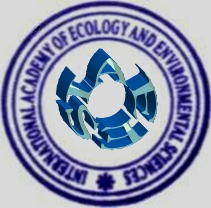 INTERNATIONAL ACADEMY OF ECOLOGY AND ENVIRONMENTAL SCIENCES